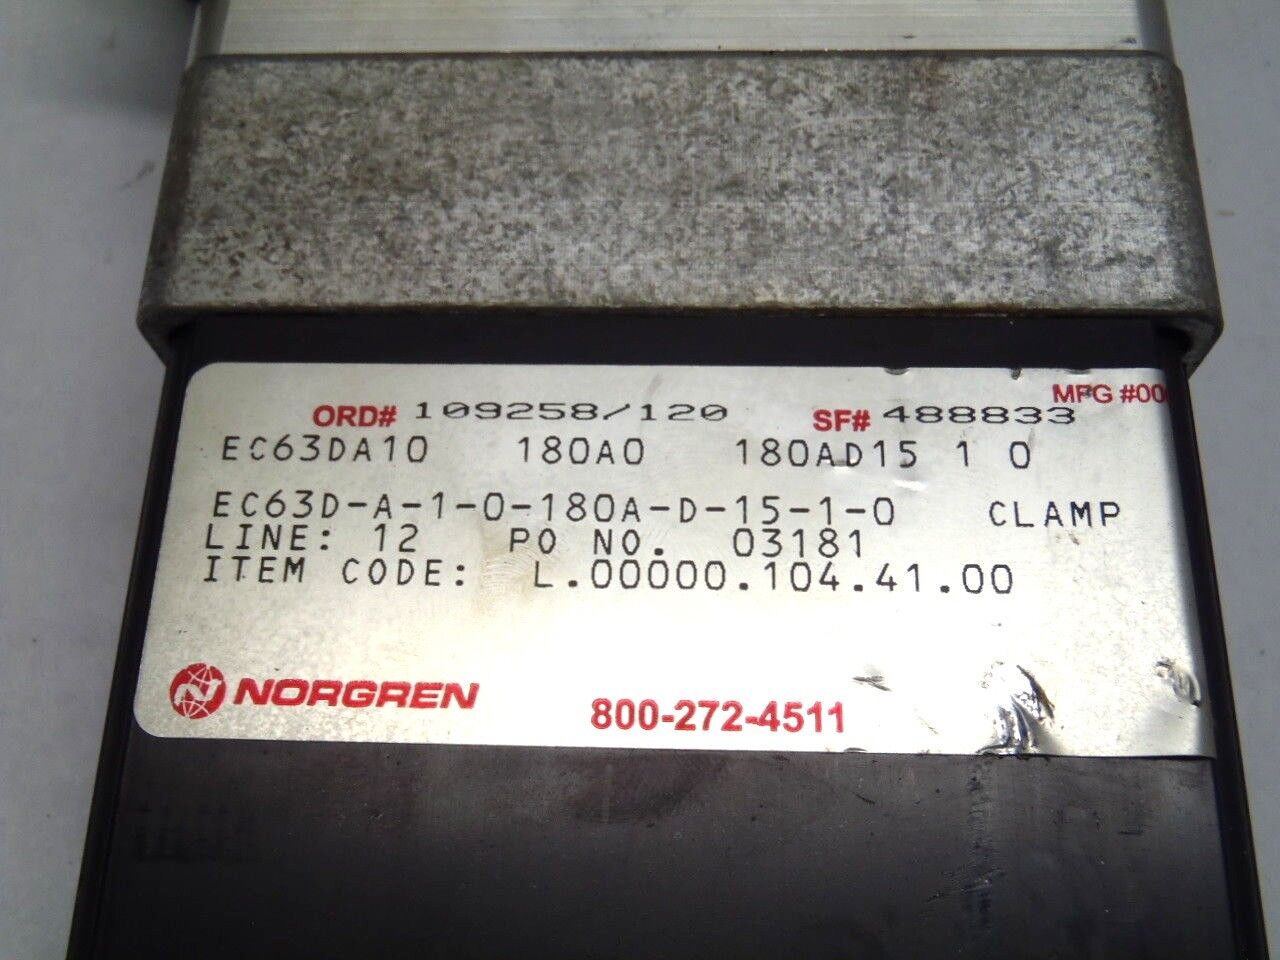 MFG #00
ORD# 109258/120 SF# 488833
EC63DA10 180A0 180AD15 1 0
EC63D-A-1-0-180A-D-15-1-0 CLAMP
LINE: 12 PO NO. 03181
ITEM CODE: L.00000.104.41.00
NORGREN 800-272-4511